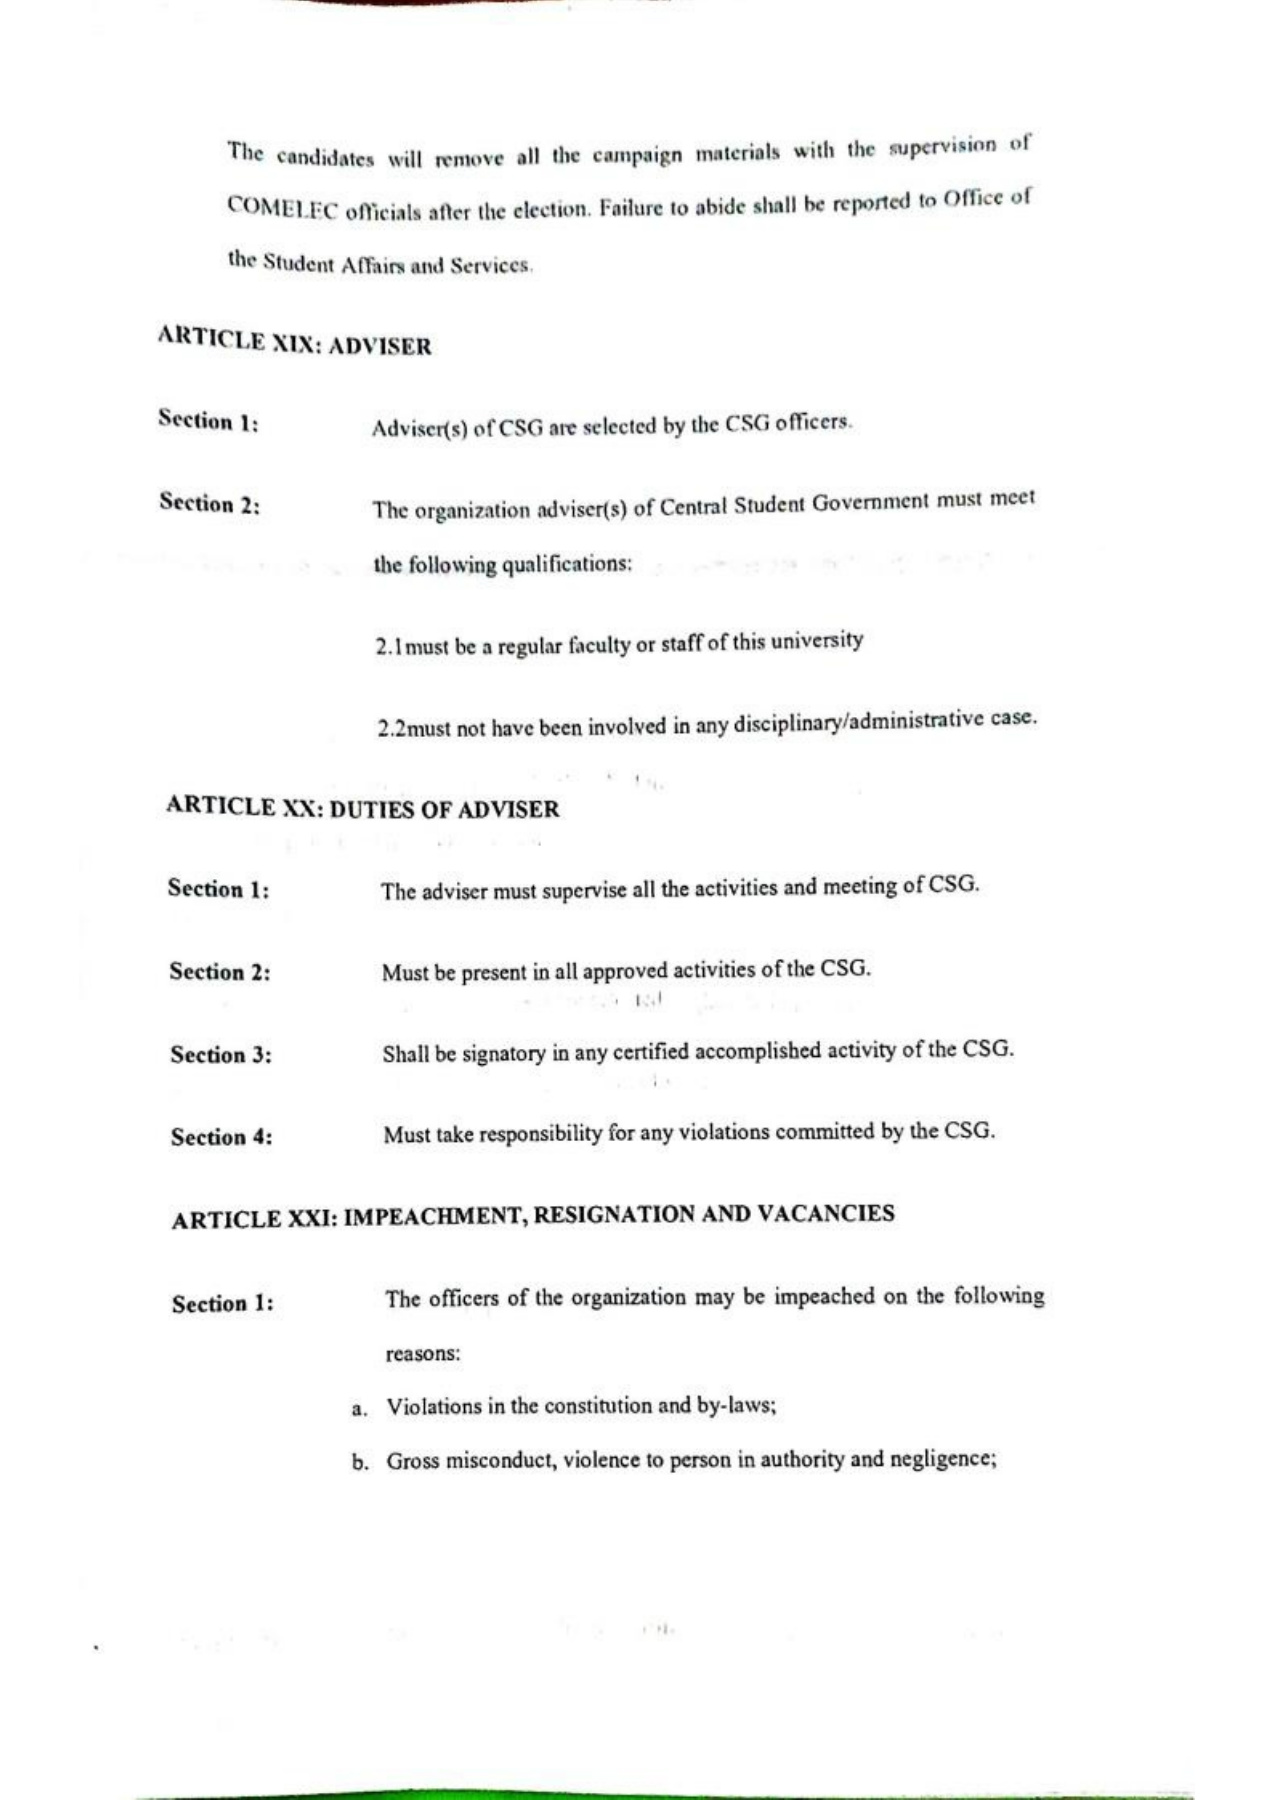 The candidates will remove all the campaign materials with the supervision of
COMELEC officials after the election. Failure to abide shall be reported to Office of
the Student Affairs and Services.
ARTICLE XIX: ADVISER
Section 1: Adviser(s) of CSG are selected by the CSG officers.
Section 2: The organization adviser(s) of Central Student Government must meet
the following qualifications:
2.1must be a regular faculty or staff of this university
2.2must not have been involved in any disciplinary/administrative case.
ARTICLE XX: DUTIES OF ADVISER
Section 1: The adviser must supervise all the activities and meeting of CSG.
Section 2: Must be present in all approved activities of the CSG.
Section 3: Shall be signatory in any certified accomplished activity of the CSG.
Section 4: Must take responsibility for any violations committed by the CSG.
ARTICLE XXI: IMPEACHMENT, RESIGNATION AND VACANCIES
Section 1: The officers of the organization may be impeached on the following
reasons:
a. Violations in the constitution and by-laws;
b. Gross misconduct, violence to person in authority and negligence;